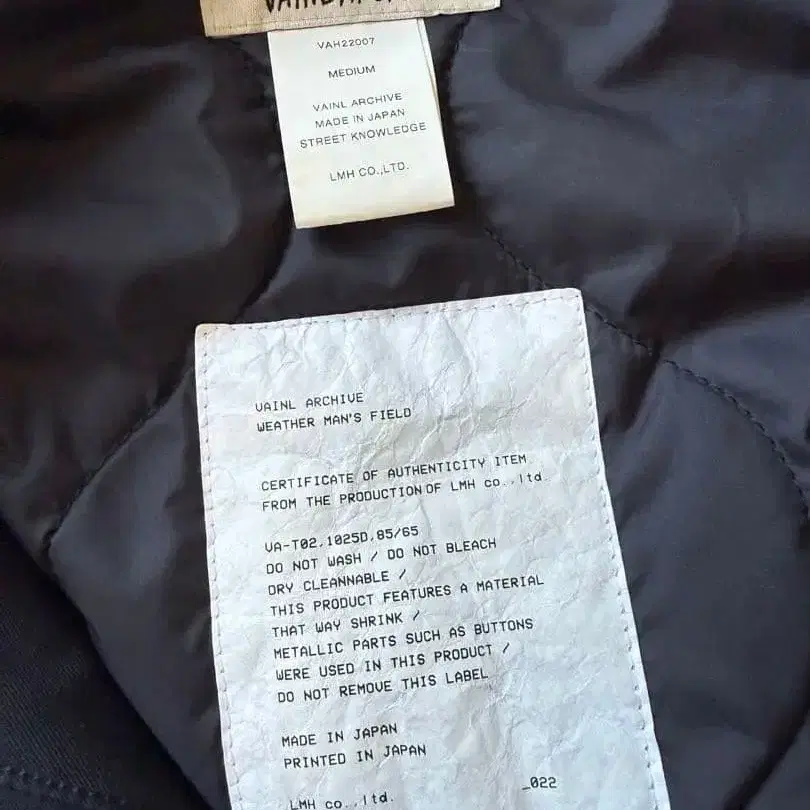 VAH22007
MEDIUM
VAINL ARCHIVE
MADE IN JAPAN
STREET KNOWLEDGE
LMH CO.,LTD.
VAINL ARCHIVE
WEATHER MAN'S FIELD
CERTIFICATE OF AUTHENTICITY ITEM
FROM THE PRODUCTION OF LMH co.,ltd.
VA-T02.1025D.85/65
DO NOT WASH / DO NOT BLEACH
DRY CLEANNABLE /
THIS PRODUCT FEATURES A MATERIAL
THAT WAY SHRINK /
METALLIC PARTS SUCH AS BUTTONS
WERE USED IN THIS PRODUCT /
DO NOT REMOVE THIS LABEL
MADE IN JAPAN
PRINTED IN JAPAN
_022
LMH co.,ltd.